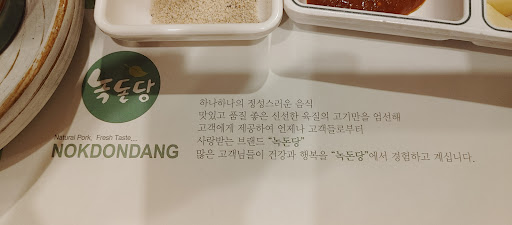 녹돈당
Natural Pork, Fresh Taste...
NOKDONDANG
하나하나의 정성스러운 음식
맛있고 품질 좋은 신선한 육질의 고기만을 엄선해
고객에게 제공하여 언제나 고객들로부터
사랑받는 브랜드 "녹돈당"
많은 고객님들이 건강과 행복을 "녹돈당"에서 경험하고 계십니다.